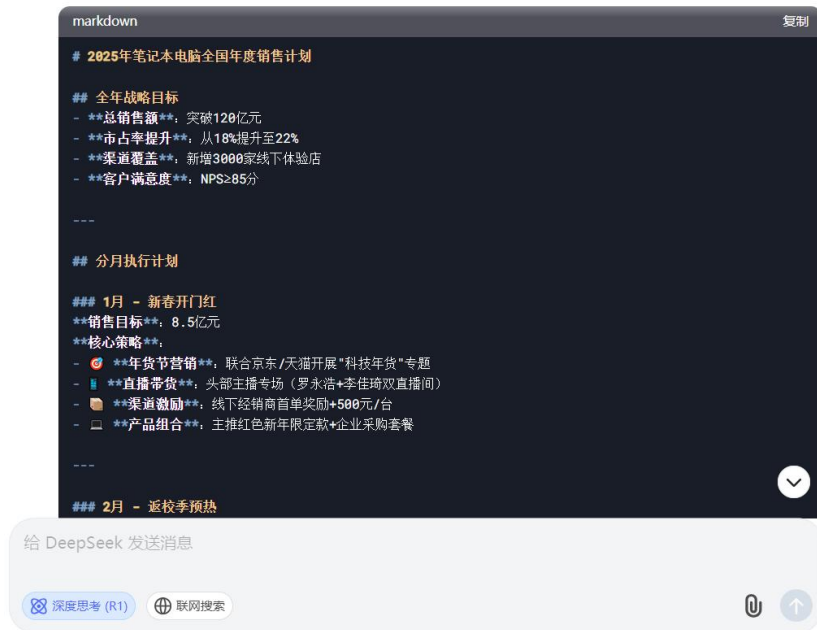 markdown
复制
# 2025年笔记本电脑全国年度销售计划
## 全年战略目标
- **总销售额**：突破120亿元
- **市占率提升**：从18%提升至22%
- **渠道覆盖**：新增3000家线下体验店
- **客户满意度**：NPS≥85分
---
## 分月执行计划
### 1月 - 新春开门红
**销售目标**：8.5亿元
**核心策略**：
- 🎯 **年货节营销**：联合京东/天猫开展"科技年货"专题
- 📱 **直播带货**：头部主播专场（罗永浩+李佳琦双直播间）
- 📦 **渠道激励**：线下经销商首单奖励+500元/台
- 💻 **产品组合**：主推红色新年限定款+企业采购套餐
---
### 2月 - 返校季预热
给 DeepSeek 发送消息
深度思考 (R1)
联网搜索